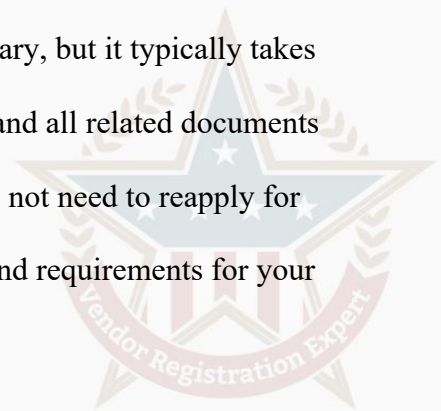 ary, but it typically takes
and all related documents
not need to reapply for
nd requirements for your
Vendor Registration Expert